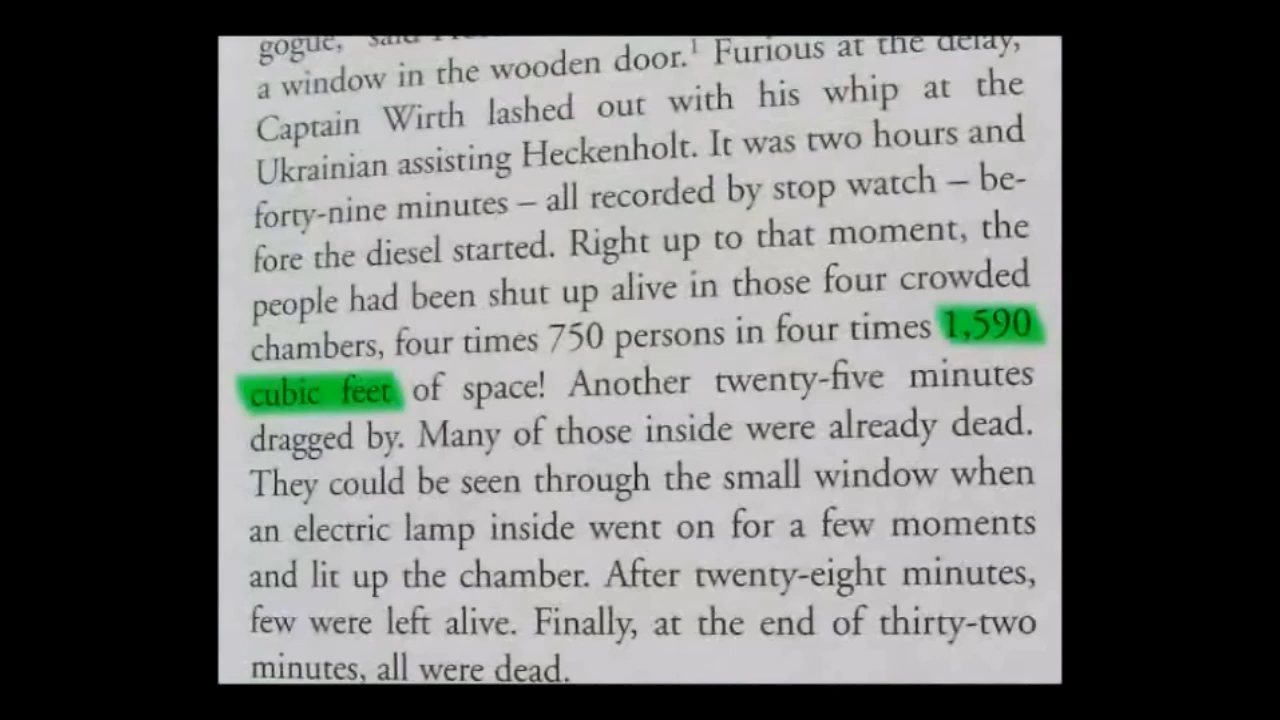 gogue,
a window in the wooden door.¹ Furious at the delay,
Captain Wirth lashed out with his whip at the
Ukrainian assisting Heckenholt. It was two hours and
forty-nine minutes – all recorded by stop watch – be-
fore the diesel started. Right up to that moment, the
people had been shut up alive in those four crowded
chambers, four times 750 persons in four times 1,590
cubic feet of space! Another twenty-five minutes
dragged by. Many of those inside were already dead.
They could be seen through the small window when
an electric lamp inside went on for a few moments
and lit up the chamber. After twenty-eight minutes,
few were left alive. Finally, at the end of thirty-two
minutes, all were dead.